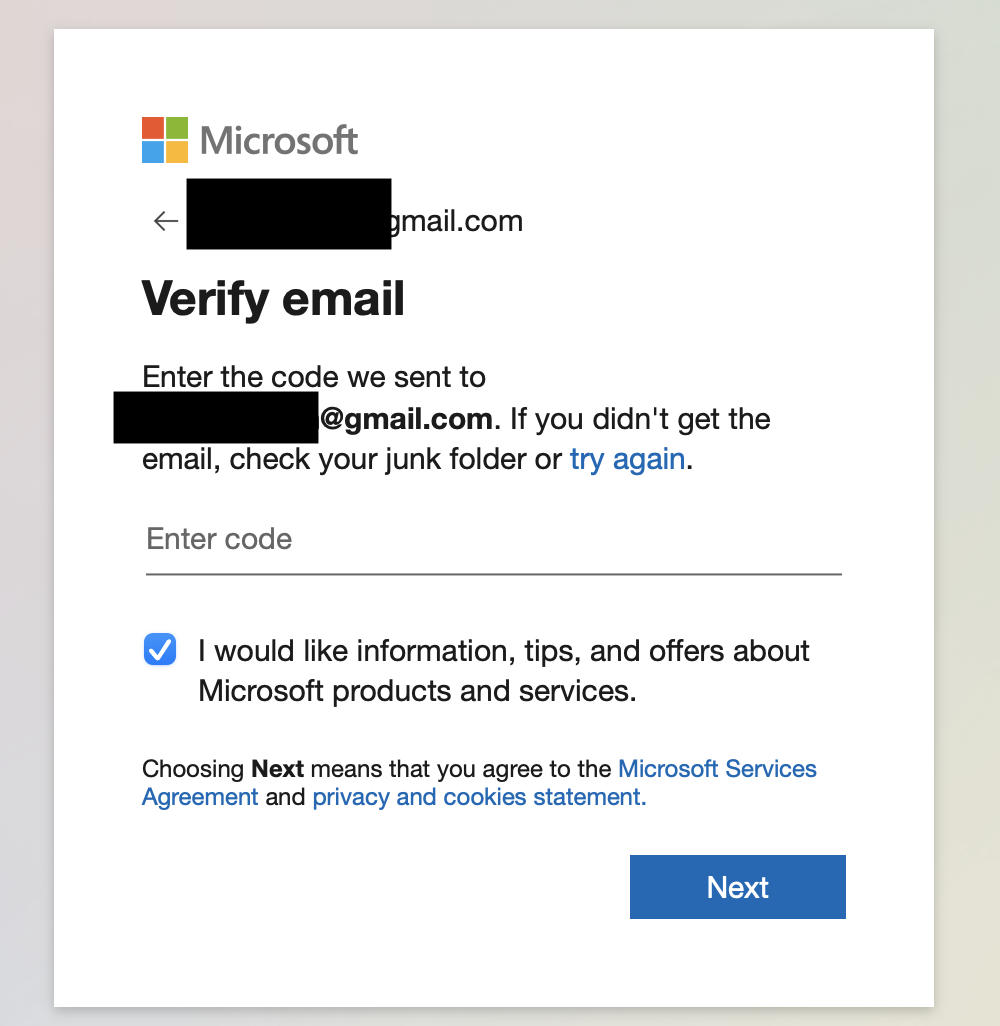 Microsoft
gmail.com
Verify email
Enter the code we sent to
@gmail.com. If you didn't get the
email, check your junk folder or try again.
Enter code
I would like information, tips, and offers about
Microsoft products and services.
Choosing Next means that you agree to the Microsoft Services
Agreement and privacy and cookies statement.
Next